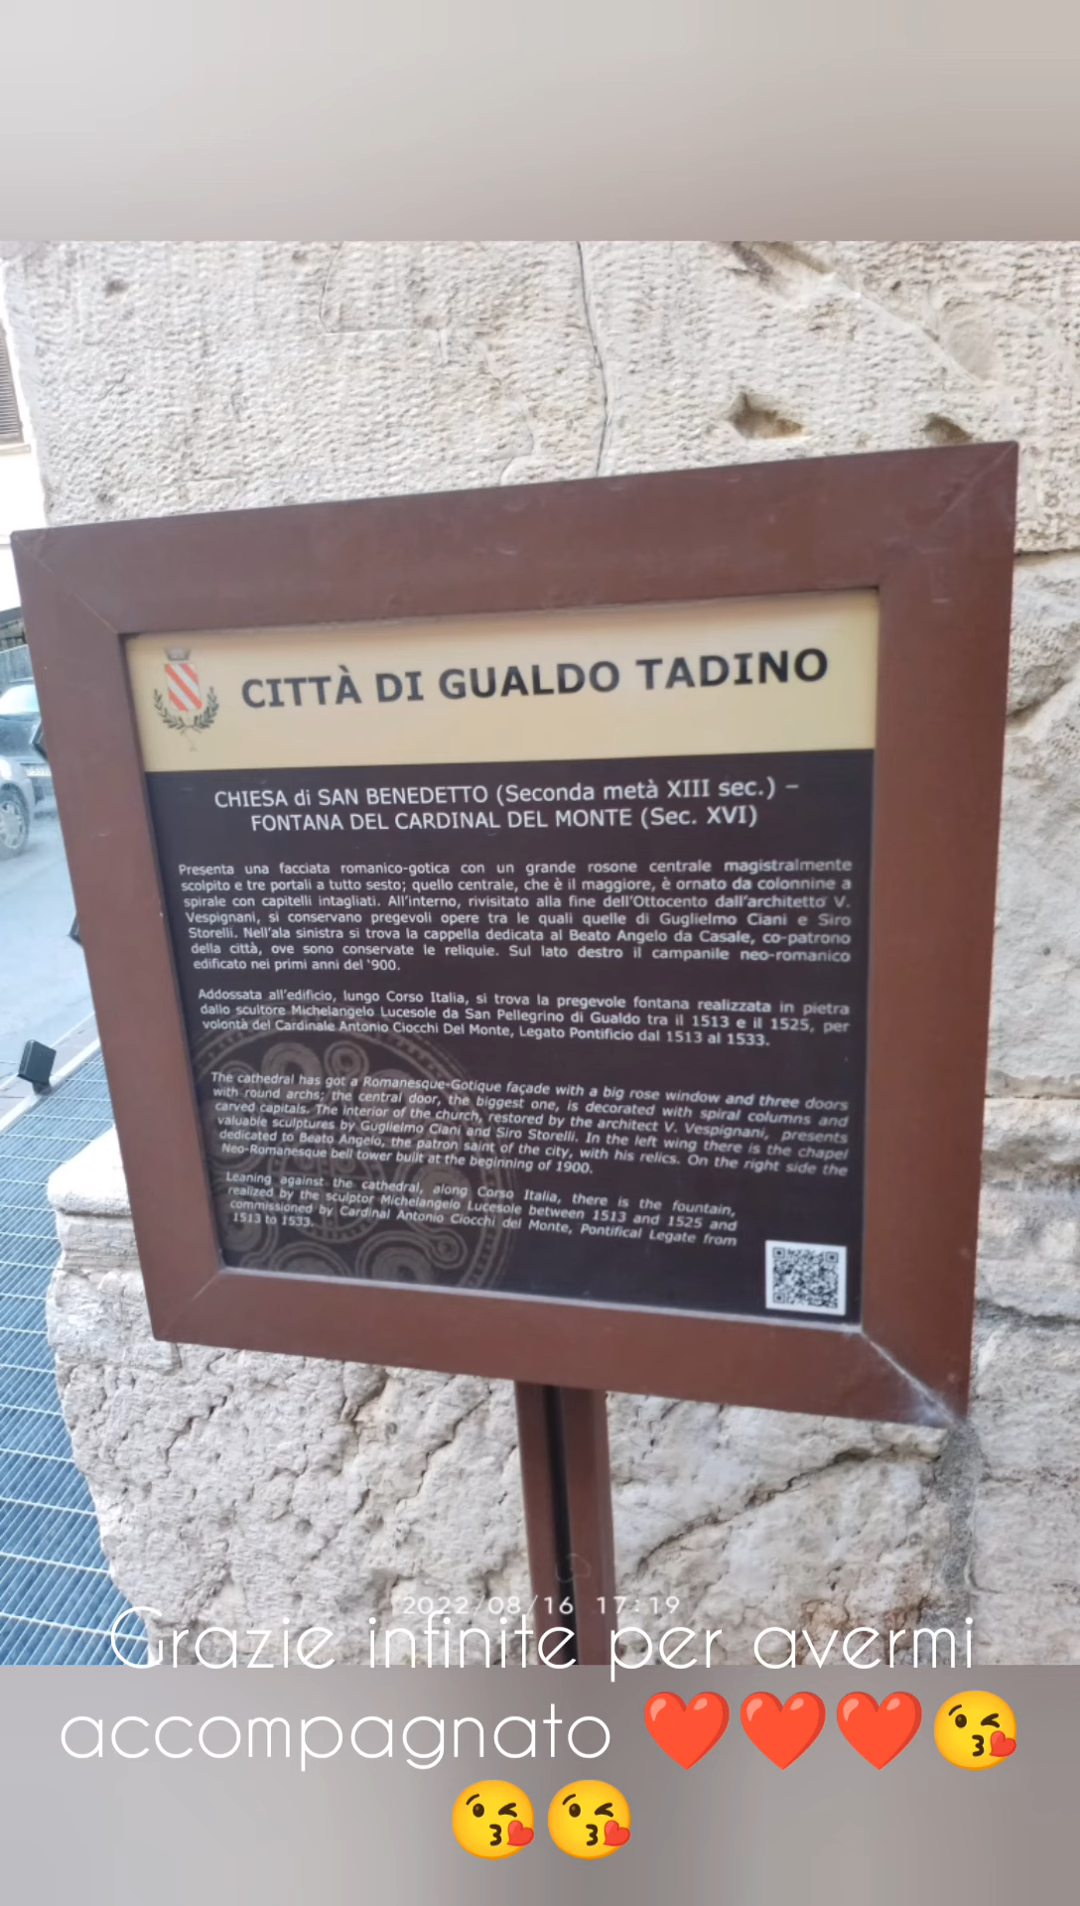 CITTÀ DI GUALDO TADINO
CHIESA di SAN BENEDETTO (Seconda metà XIII sec.) –
FONTANA DEL CARDINAL DEL MONTE (Sec. XVI)
Presenta una facciata romanico-gotica con un grande rosone centrale magistralmente
scolpito e tre portali a tutto sesto; quello centrale, che è il maggiore, è ornato da colonnine a
spirale con capitelli intagliati. All'interno, rivisitato alla fine dell'Ottocento dall'architetto V.
Vespignani, si conservano pregevoli opere tra le quali quelle di Guglielmo Ciani e Siro
Storelli. Nell'ala sinistra si trova la cappella dedicata al Beato Angelo da Casale, co-patrono
della città, ove sono conservate le reliquie. Sul lato destro il campanile neo-romanico
edificato nei primi anni del '900.
Addossata all'edificio, lungo Corso Italia, si trova la pregevole fontana realizzata in pietra
dallo scultore Michelangelo Lucesole da San Pellegrino di Gualdo tra il 1513 e il 1525, per
volontà del Cardinale Antonio Ciocchi Del Monte, Legato Pontificio dal 1513 al 1533.
The cathedral has got a Romanesque-Gotique façade with a big rose window and three doors
with round archs; the central door, the biggest one, is decorated with spiral columns and
carved capitals. The interior of the church, restored by the architect V. Vespignani, presents
valuable sculptures by Guglielmo Ciani and Siro Storelli. In the left wing there is the chapel
dedicated to Beato Angelo, the patron saint of the city, with his relics. On the right side the
Neo-Romanesque bell tower built at the beginning of 1900.
Leaning against the cathedral, along Corso Italia, there is the fountain,
realized by the sculptor Michelangelo Lucesole between 1513 and 1525 and
commissioned by Cardinal Antonio Ciocchi del Monte, Pontifical Legate from
1513 to 1533.
2022/08/16 17:19
Grazie infinite per avermi
accompagnato ❤️❤️❤️😘
😘😘